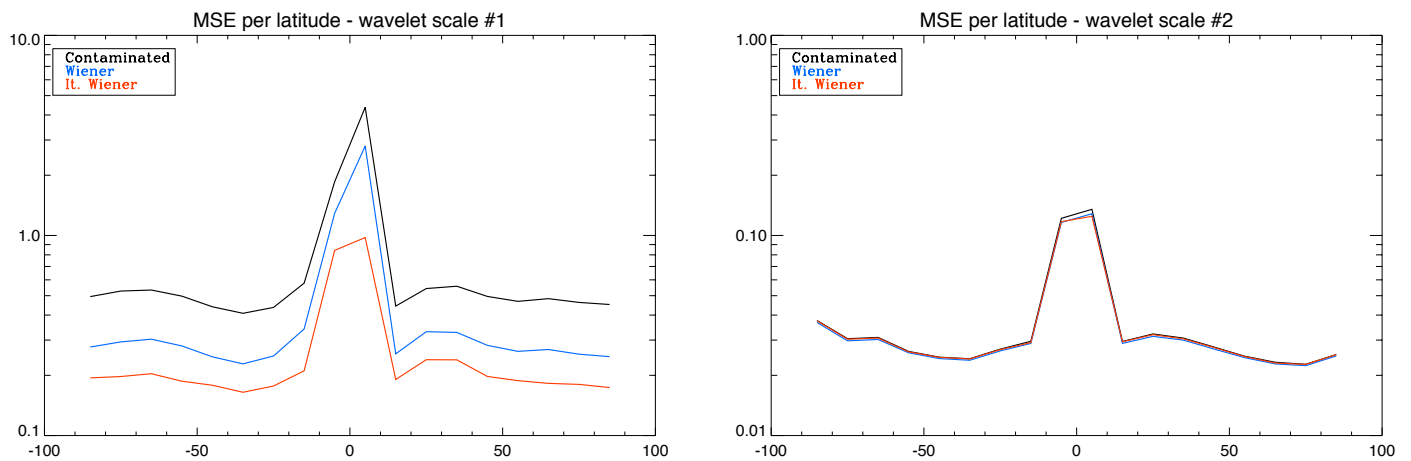 MSE per latitude - wavelet scale #1
10.0
1.0
0.1
Contaminated
Wiener
It. Wiener
-100 -50 0 50 100
MSE per latitude - wavelet scale #2
1.00
0.10
0.01
Contaminated
Wiener
It. Wiener
-100 -50 0 50 100